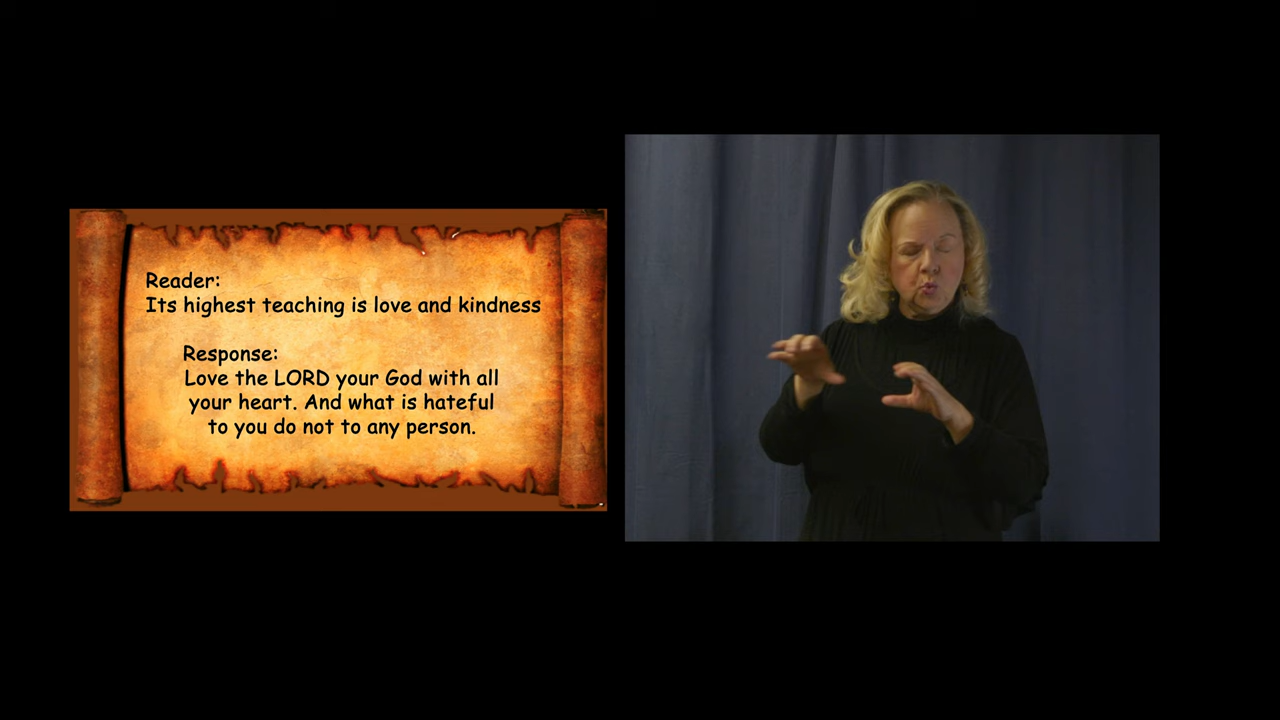 Reader:
Its highest teaching is love and kindness
Response:
Love the LORD your God with all
your heart. And what is hateful
to you do not to any person.